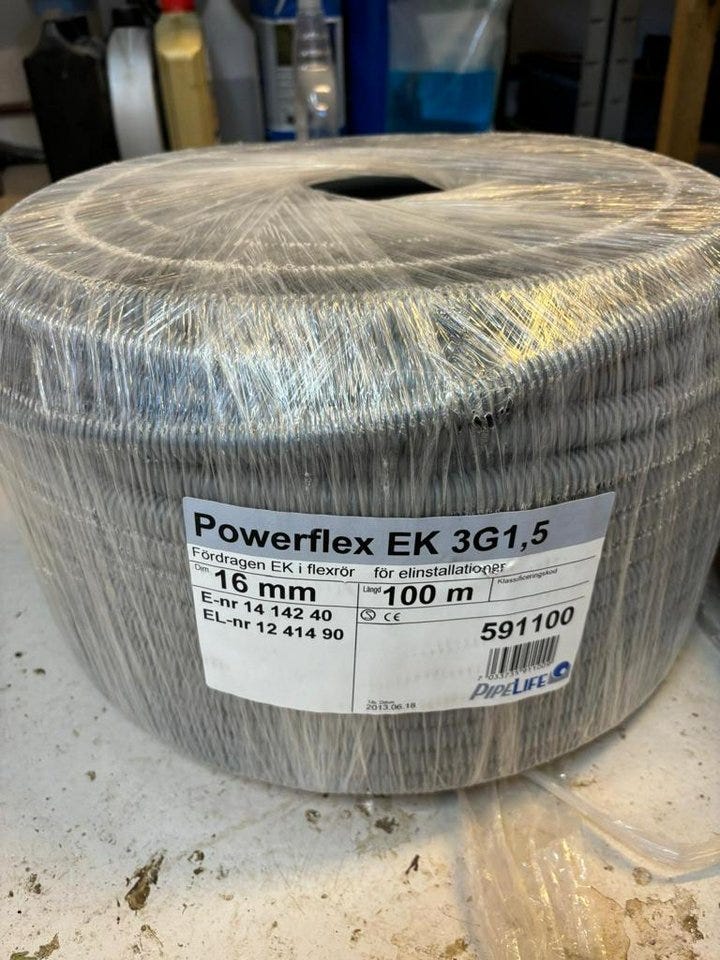 Powerflex EK 3G1,5
Fördragen EK i flexrör för elinstallationer
Dim 16 mm
Längd 100 m
Klassificeringskod
E-nr 14 142 40
EL-nr 12 414 90
S CE
591100
PIPELIFE
2013.06.18